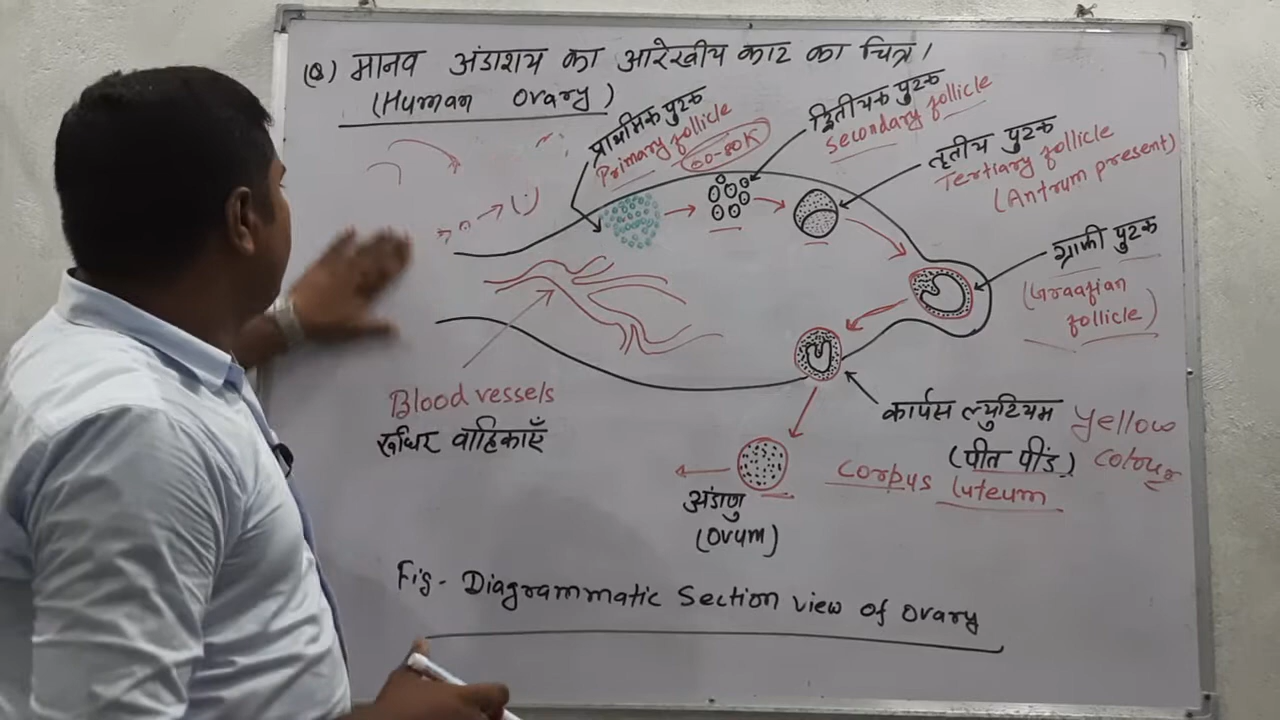 (Q) मानव अंडाशय का आरेखीय काट का चित्र।
(Human Ovary)
प्राथमिक पुटक
Primary follicle
60-80K
द्वितीयक पुटक
Secondary follicle
तृतीय पुटक
Tertiary follicle
(Antrum present)
ग्राफी पुटक
(Graafian
follicle)
Blood vessels
रुधिर वाहिकाएँ
कार्पस ल्युटियम
(पीत पींड)
Yellow
colour
Corpus luteum
अंडाणु
(Ovum)
Fig- Diagrammatic Section view of Ovary